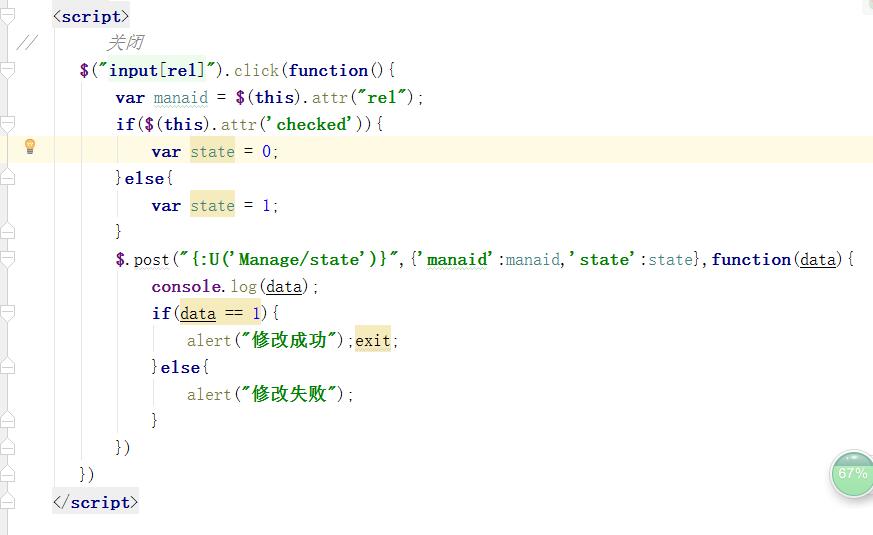 <script>
// 关闭
$("input[rel]").click(function(){
var manaid = $(this).attr("rel");
if($(this).attr('checked')){
var state = 0;
}else{
var state = 1;
}
$.post("{:U('Manage/state')}",{'manaid':manaid,'state':state},function(data){
console.log(data);
if(data == 1){
alert("修改成功");exit;
}else{
alert("修改失败");
}
})
})
</script>
67%